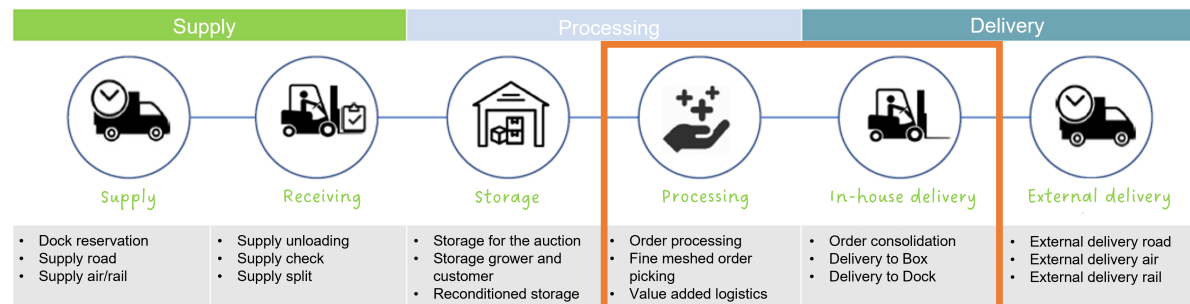 Supply
Processing
Delivery
Supply
Receiving
Storage
Processing
In-house delivery
External delivery
• Dock reservation
• Supply road
• Supply air/rail
• Supply unloading
• Supply check
• Supply split
• Storage for the auction
• Storage grower and
customer
• Reconditioned storage
• Order processing
• Fine meshed order
picking
• Value added logistics
• Order consolidation
• Delivery to Box
• Delivery to Dock
• External delivery road
• External delivery air
• External delivery rail